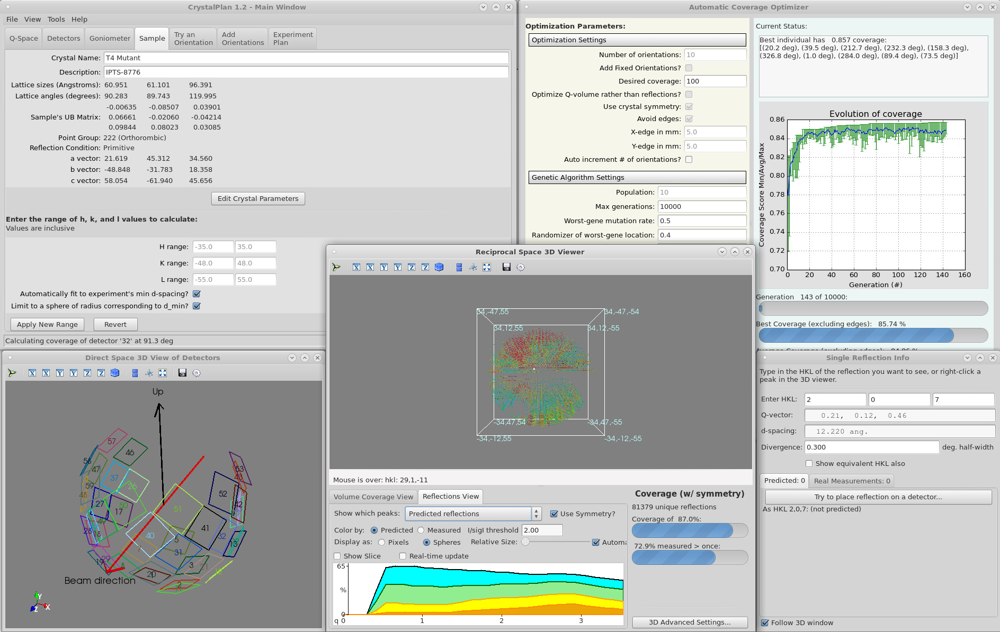 CrystalPlan 1.2 - Main Window
File View Tools Help
Q-Space Detectors Goniometer Sample Try an Orientation Add Orientations Experiment Plan
Crystal Name: T4 Mutant
Description: IPTS-8776
Lattice sizes (Angstroms): 60.951 61.101 96.391
Lattice angles (degrees): 90.283 89.743 119.995
-0.00635 -0.08507 0.03901
Sample's UB Matrix: 0.06661 -0.02060 -0.04214
0.09844 0.08023 0.03085
Point Group: 222 (Orthorombic)
Reflection Condition: Primitive
a vector: 21.619 45.312 34.560
b vector: -48.848 -31.783 18.358
c vector: 58.054 -61.940 45.656
Edit Crystal Parameters
Enter the range of h, k, and l values to calculate:
Values are inclusive
H range: -35.0 35.0
K range: -48.0 48.0
L range: -55.0 55.0
Automatically fit to experiment's min d-spacing?
Limit to a sphere of radius corresponding to d_min?
Apply New Range Revert
Calculating coverage of detector '32' at 91.3 deg
Automatic Coverage Optimizer
Optimization Parameters:
Optimization Settings
Number of orientations: 10
Add Fixed Orientations?
Desired coverage: 100
Optimize Q-volume rather than reflections?
Use crystal symmetry:
Avoid edges:
X-edge in mm: 5.0
Y-edge in mm: 5.0
Auto increment # of orientations?
Genetic Algorithm Settings
Population: 10
Max generations: 10000
Worst-gene mutation rate: 0.5
Randomizer of worst-gene location: 0.4
Current Status:
Best individual has 0.857 coverage:
[(20.2 deg), (39.5 deg), (212.7 deg), (232.3 deg), (158.3 deg),
(326.8 deg), (1.0 deg), (284.0 deg), (89.4 deg), (73.5 deg)]
Evolution of coverage
Coverage Score Min/Avg/Max
0.86
0.84
0.82
0.80
0.78
0.76
0.74
0.72
0.70
0 20 40 60 80 100 120 140 160
Generation (#)
Generation 143 of 10000:
Best Coverage (excluding edges): 85.74 %
Direct Space 3D View of Detectors
Up
57
46
47
37
26
59
48
27
50
17
51
52
53
43
42
40
41
32
13
5
7
31
3
21
12
19
29
8
20
2
28
18
Beam direction
Y
X
Z
Reciprocal Space 3D Viewer
34,-47,55 34,-47,-54
34,12,55 34,12,-55
-34,47,54 -34,47,-55
-34,-12,55 -34,-12,-55
Mouse is over: hkl: 29,1,-11
Volume Coverage View Reflections View
Show which peaks: Predicted reflections Use Symmetry?
Color by: Predicted Measured I/sigI threshold 2.00
Display as: Pixels Spheres Relative Size: Automa
Show Slice Real-time update
65
%
0
q 0 1 2 3
Coverage (w/ symmetry)
81379 unique reflections
Coverage of 87.0%:
72.9% measured > once:
3D Advanced Settings...
Single Reflection Info
Type in the HKL of the reflection you want to see, or right-click a
peak in the 3D viewer.
Enter HKL: 2 0 7
Q-vector: 0.21, 0.12, 0.46
d-spacing: 12.220 ang.
Divergence: 0.300 deg. half-width
Show equivalent HKL also
Predicted: 0 Real Measurements: 0
Try to place reflection on a detector...
As HKL 2,0,7: (not predicted)
Follow 3D window